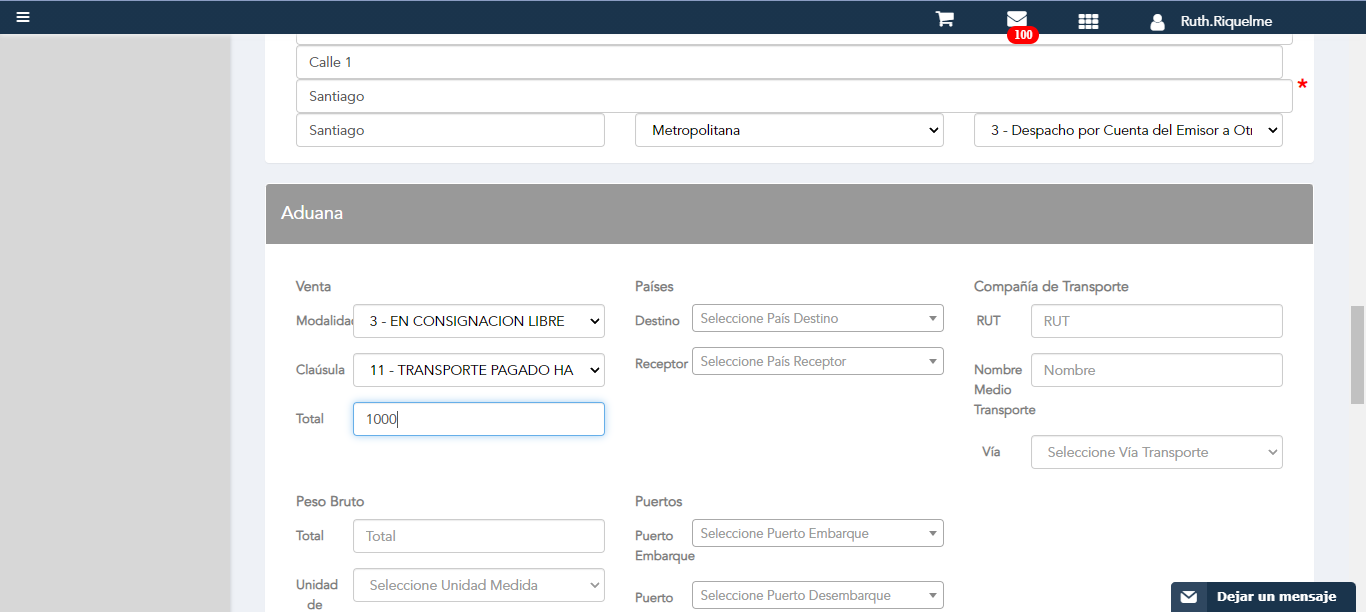 Ruth.Riquelme
100
Calle 1
Santiago
*
Santiago
Metropolitana
3 - Despacho por Cuenta del Emisor a Otr
Aduana
Venta
Países
Compañía de Transporte
Modalidad
3 - EN CONSIGNACION LIBRE
Destino
Seleccione País Destino
RUT
RUT
Claúsula
11 - TRANSPORTE PAGADO HA
Receptor
Seleccione País Receptor
Nombre
Medio
Transporte
Nombre
Total
1000
Vía
Seleccione Vía Transporte
Peso Bruto
Puertos
Total
Total
Puerto
Embarque
Seleccione Puerto Embarque
Unidad
de
Seleccione Unidad Medida
Puerto
Seleccione Puerto Desembarque
Dejar un mensaje